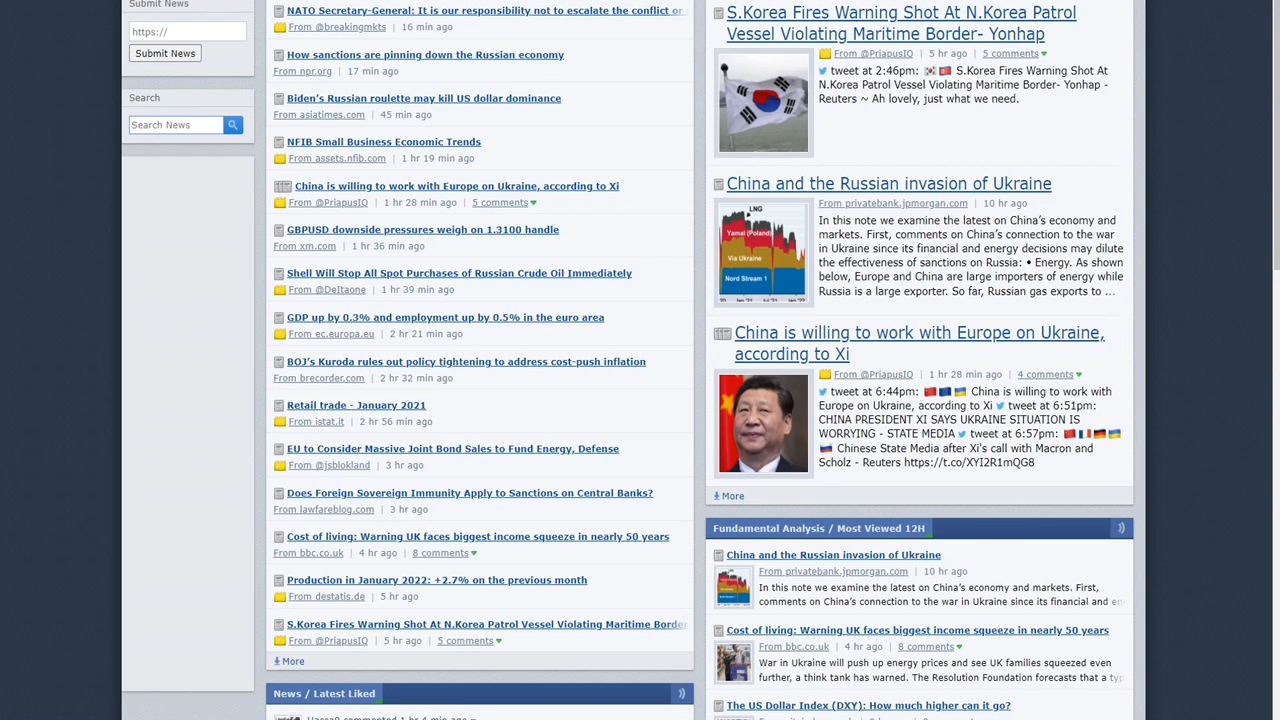 Submit News
https://
Submit News
Search
Search News
NATO Secretary-General: It is our responsibility not to escalate the conflict or
From @breakingmkts | 16 min ago
How sanctions are pinning down the Russian economy
From npr.org | 17 min ago
Biden's Russian roulette may kill US dollar dominance
From asiatimes.com | 45 min ago
NFIB Small Business Economic Trends
From assets.nfib.com | 1 hr 19 min ago
China is willing to work with Europe on Ukraine, according to Xi
From @PriapusIQ | 1 hr 28 min ago | 5 comments
GBPUSD downside pressures weigh on 1.3100 handle
From xm.com | 1 hr 36 min ago
Shell Will Stop All Spot Purchases of Russian Crude Oil Immediately
From @DeItaone | 1 hr 39 min ago
GDP up by 0.3% and employment up by 0.5% in the euro area
From ec.europa.eu | 2 hr 21 min ago
BOJ's Kuroda rules out policy tightening to address cost-push inflation
From brecorder.com | 2 hr 32 min ago
Retail trade - January 2021
From istat.it | 2 hr 56 min ago
EU to Consider Massive Joint Bond Sales to Fund Energy, Defense
From @jsblokland | 3 hr ago
Does Foreign Sovereign Immunity Apply to Sanctions on Central Banks?
From lawfareblog.com | 3 hr ago
Cost of living: Warning UK faces biggest income squeeze in nearly 50 years
From bbc.co.uk | 4 hr ago | 8 comments
Production in January 2022: +2.7% on the previous month
From destatis.de | 5 hr ago
S.Korea Fires Warning Shot At N.Korea Patrol Vessel Violating Maritime Border
From @PriapusIQ | 5 hr ago | 5 comments
More
News / Latest Liked
S.Korea Fires Warning Shot At N.Korea Patrol
Vessel Violating Maritime Border- Yonhap
From @PriapusIQ | 5 hr ago | 5 comments
tweet at 2:46pm: S.Korea Fires Warning Shot At
N.Korea Patrol Vessel Violating Maritime Border- Yonhap -
Reuters ~ Ah lovely, just what we need.
China and the Russian invasion of Ukraine
From privatebank.jpmorgan.com | 10 hr ago
LNG
Yamal (Poland)
Via Ukraine
Nord Stream 1
In this note we examine the latest on China's economy and
markets. First, comments on China's connection to the war
in Ukraine since its financial and energy decisions may dilute
the effectiveness of sanctions on Russia: • Energy. As shown
below, Europe and China are large importers of energy while
Russia is a large exporter. So far, Russian gas exports to ...
China is willing to work with Europe on Ukraine,
according to Xi
From @PriapusIQ | 1 hr 28 min ago | 4 comments
tweet at 6:44pm: China is willing to work with
Europe on Ukraine, according to Xi tweet at 6:51pm:
CHINA PRESIDENT XI SAYS UKRAINE SITUATION IS
WORRYING - STATE MEDIA tweet at 6:57pm:
Chinese State Media after Xi's call with Macron and
Scholz - Reuters https://t.co/XYI2R1mQG8
More
Fundamental Analysis / Most Viewed 12H
China and the Russian invasion of Ukraine
From privatebank.jpmorgan.com | 10 hr ago
In this note we examine the latest on China's economy and markets. First,
comments on China's connection to the war in Ukraine since its financial and
Cost of living: Warning UK faces biggest income squeeze in nearly 50 years
From bbc.co.uk | 4 hr ago | 8 comments
War in Ukraine will push up energy prices and see UK families squeezed even
further, a think tank has warned. The Resolution Foundation forecasts that a
The US Dollar Index (DXY): How much higher can it go?